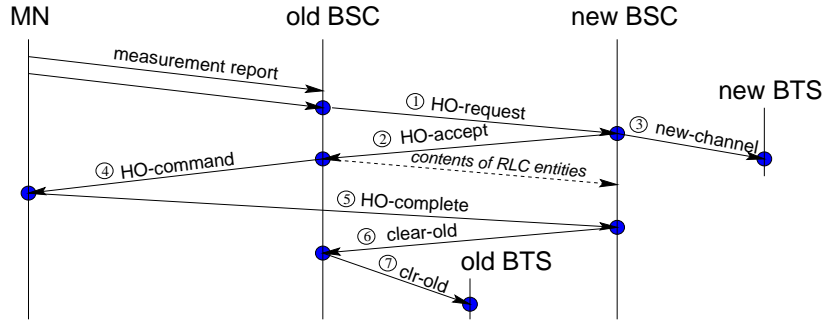 MN
old BSC
new BSC
measurement report
① HO-request
new BTS
② HO-accept
③ new-channel
④ HO-command
contents of RLC entities
⑤ HO-complete
⑥ clear-old
⑦ clr-old
old BTS